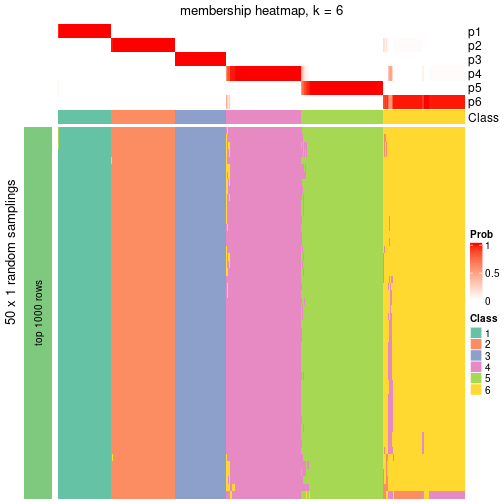 membership heatmap, k = 6
p1
p2
p3
p4
p5
p6
Class
50 x 1 random samplings
top 1000 rows
Prob
1
0.5
0
Class
1
2
3
4
5
6